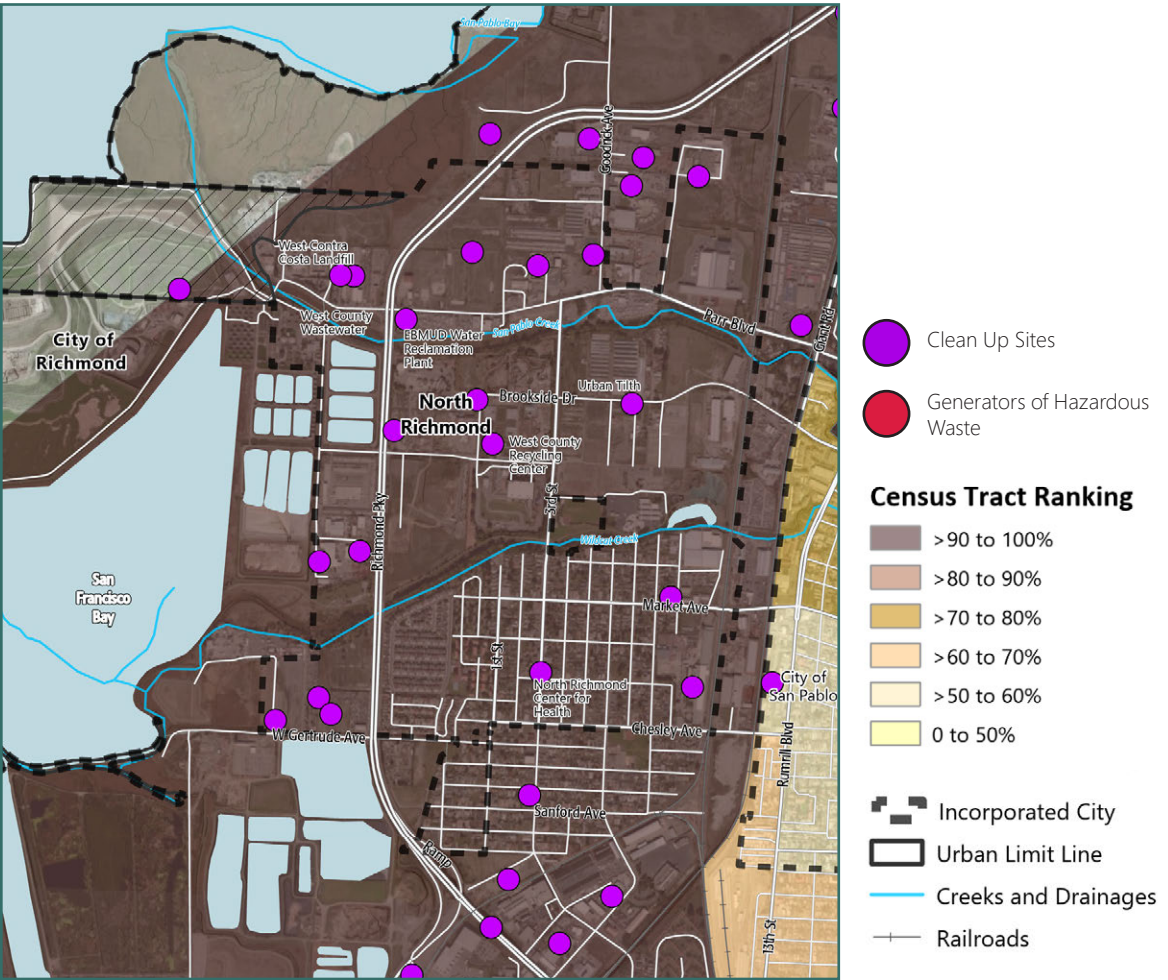 San Pablo Bay
Goodrick Ave
West Contra
Costa Landfill
West County
Wastewater
EBMUD Water
Reclamation
Plant
San Pablo Creek
Parr Blvd
Giant Rd
City of
Richmond
Urban Tilth
Brookside Dr
North
Richmond
West County
Recycling
Center
3rd St
Richmond Pky
Wildcat Creek
San
Francisco
Bay
Market Ave
1st St
North Richmond
Center for
Health
City of
San Pablo
Chesley Ave
W Gertrude Ave
Rumrill Blvd
Sanford Ave
Ramp
13th St
Clean Up Sites
Generators of Hazardous
Waste
Census Tract Ranking
>90 to 100%
>80 to 90%
>70 to 80%
>60 to 70%
>50 to 60%
0 to 50%
Incorporated City
Urban Limit Line
Creeks and Drainages
Railroads